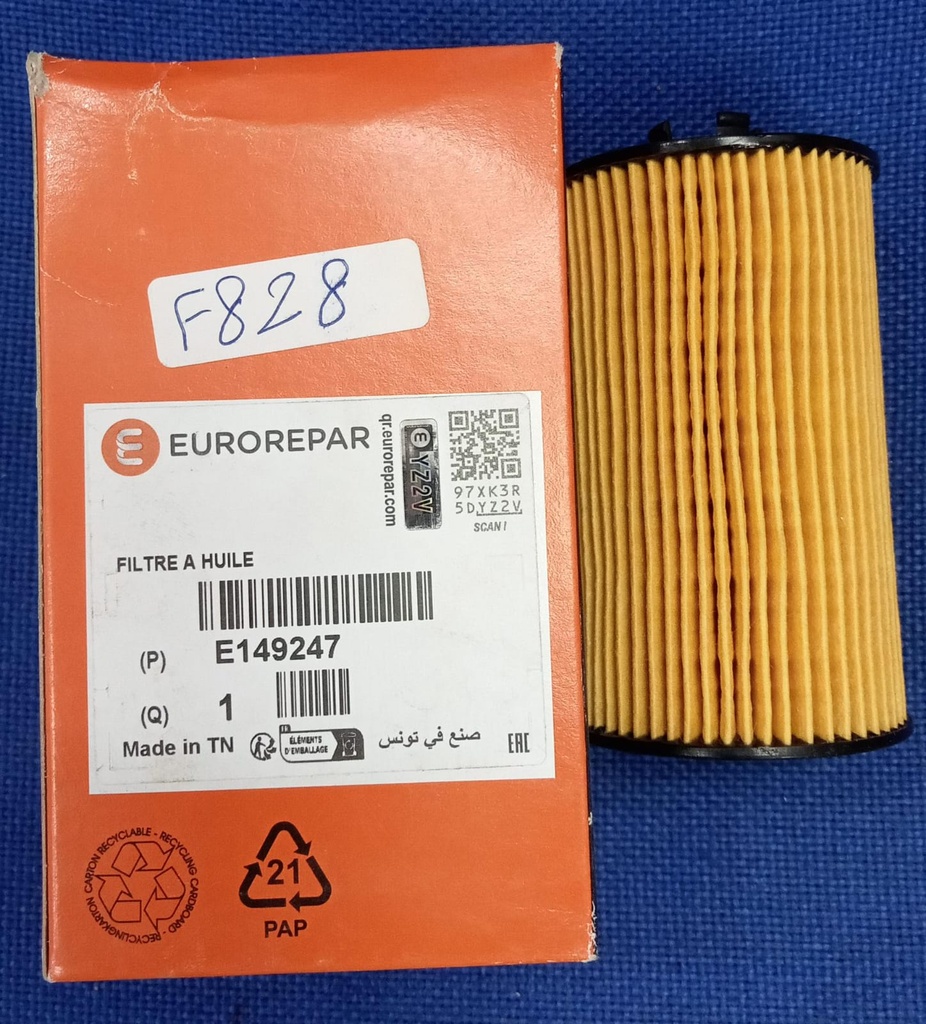 F828
EUROREPAR
qr.eurorepar.com
YZ2V
97XK3R
5DYZ2V
SCAN!
FILTRE A HUILE
(P) E149247
(Q) 1
Made in TN
FR
ÉLÉMENTS
D'EMBALLAGE
صنع في تونس
EAC
CARTON RECYCLABLE - RECYCLING CARDBOARD - RECYCLINGKARTON
21
PAP